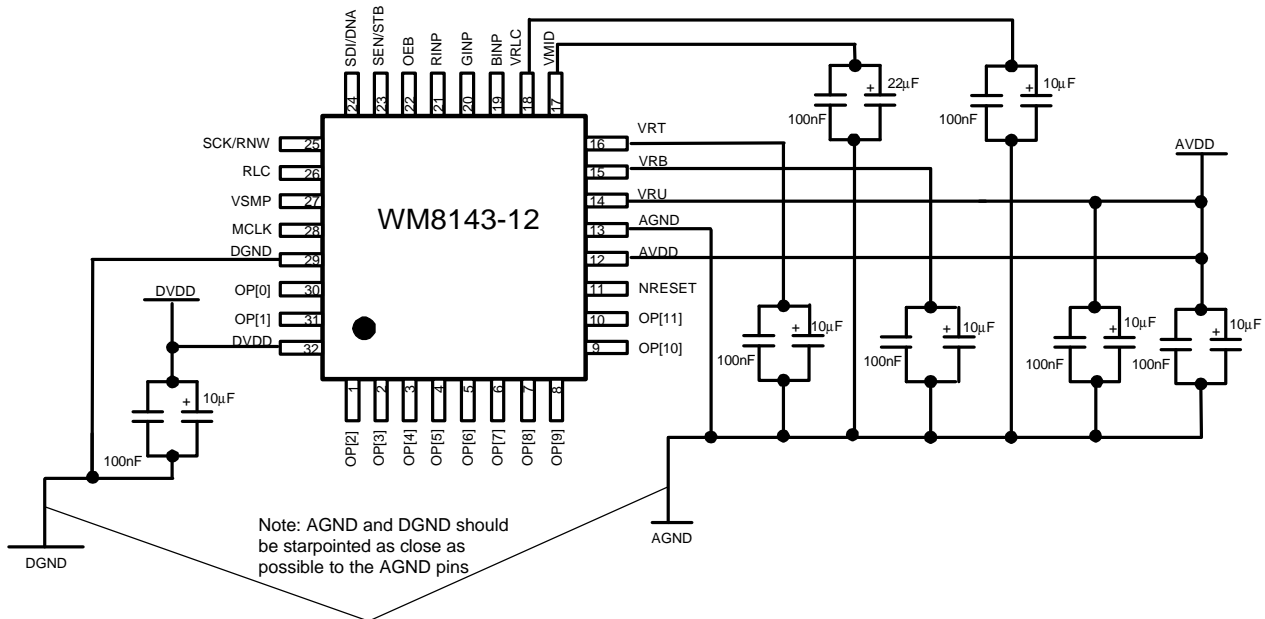 SDI/DNA
SEN/STB
OEB
RINP
GINP
BINP
VRLC
VMID
24
23
22
21
20
19
18
17
22µF
+
100nF
10µF
+
100nF
SCK/RNW
25
RLC
26
VSMP
27
MCLK
28
DGND
29
OP[0]
30
OP[1]
31
DVDD
32
WM8143-12
16
VRT
15
VRB
14
VRU
13
AGND
12
AVDD
11
NRESET
10
OP[11]
9
OP[10]
AVDD
DVDD
+
10µF
100nF
+
10µF
100nF
+
10µF
100nF
+
10µF
100nF
+
10µF
100nF
1
2
3
4
5
6
7
8
OP[2]
OP[3]
OP[4]
OP[5]
OP[6]
OP[7]
OP[8]
OP[9]
Note: AGND and DGND should
be starpointed as close as
possible to the AGND pins
DGND
AGND